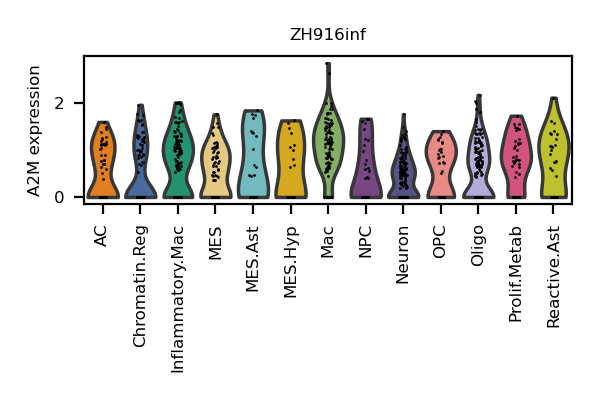 ZH916inf
A2M expression
2
0
AC
Chromatin.Reg
Inflammatory.Mac
MES
MES.Ast
MES.Hyp
Mac
NPC
Neuron
OPC
Oligo
Prolif.Metab
Reactive.Ast